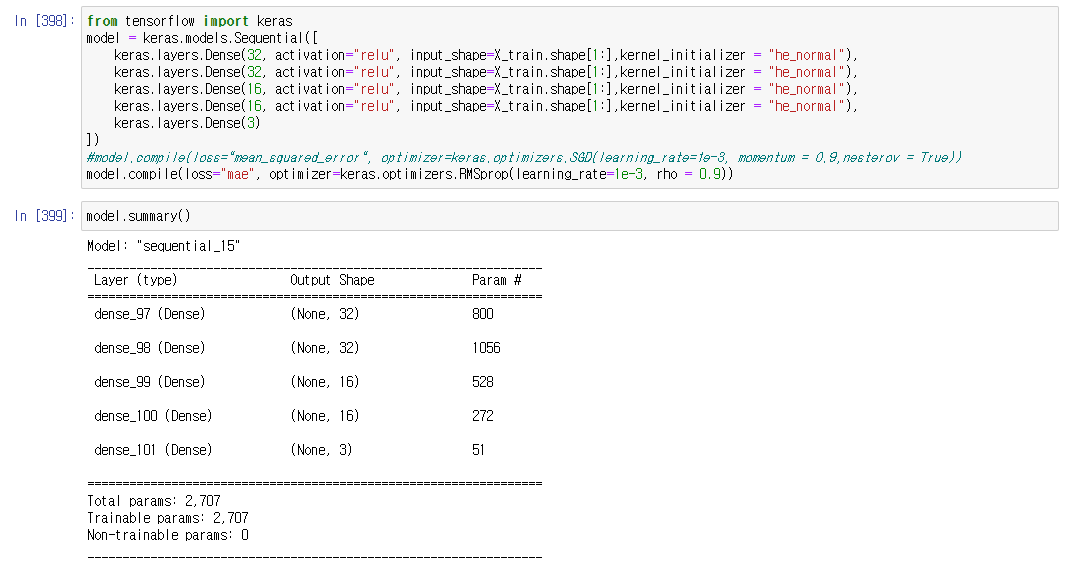 In [398]: from tensorflow import keras
model = keras.models.Sequential([
    keras.layers.Dense(32, activation="relu", input_shape=X_train.shape[1:],kernel_initializer = "he_normal"),
    keras.layers.Dense(32, activation="relu", input_shape=X_train.shape[1:],kernel_initializer = "he_normal"),
    keras.layers.Dense(16, activation="relu", input_shape=X_train.shape[1:],kernel_initializer = "he_normal"),
    keras.layers.Dense(16, activation="relu", input_shape=X_train.shape[1:],kernel_initializer = "he_normal"),
    keras.layers.Dense(3)
])
#model.compile(loss="mean_squared_error", optimizer=keras.optimizers.SGD(learning_rate=1e-3, momentum = 0.9,nesterov = True))
model.compile(loss="mae", optimizer=keras.optimizers.RMSprop(learning_rate=1e-3, rho = 0.9))
In [399]: model.summary()
Model: "sequential_15"
_________________________________________________________________
Layer (type) Output Shape Param #
=================================================================
dense_97 (Dense) (None, 32) 800
dense_98 (Dense) (None, 32) 1056
dense_99 (Dense) (None, 16) 528
dense_100 (Dense) (None, 16) 272
dense_101 (Dense) (None, 3) 51
=================================================================
Total params: 2,707
Trainable params: 2,707
Non-trainable params: 0
_________________________________________________________________